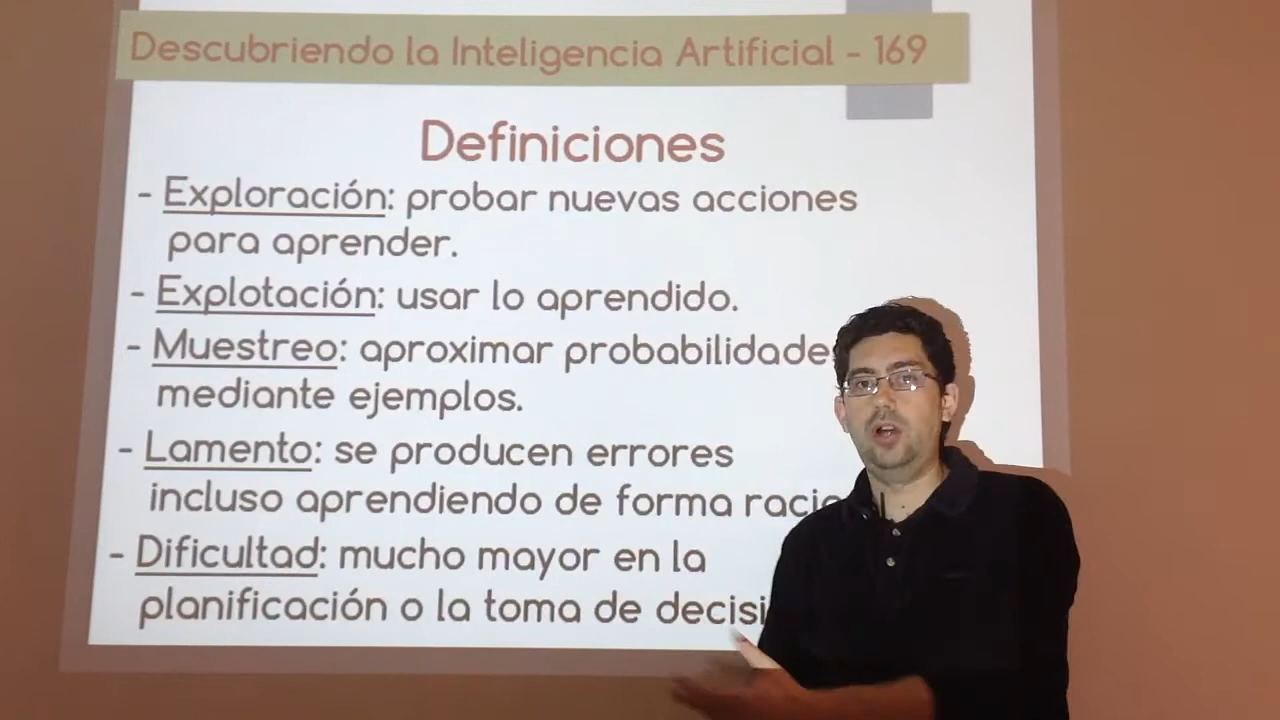 Descubriendo la Inteligencia Artificial - 169
Definiciones
- Exploración: probar nuevas acciones
para aprender.
- Explotación: usar lo aprendido.
- Muestreo: aproximar probabilidade
mediante ejemplos.
- Lamento: se producen errores
incluso aprendiendo de forma
- Dificultad: mucho mayor en la
planificación o la toma de